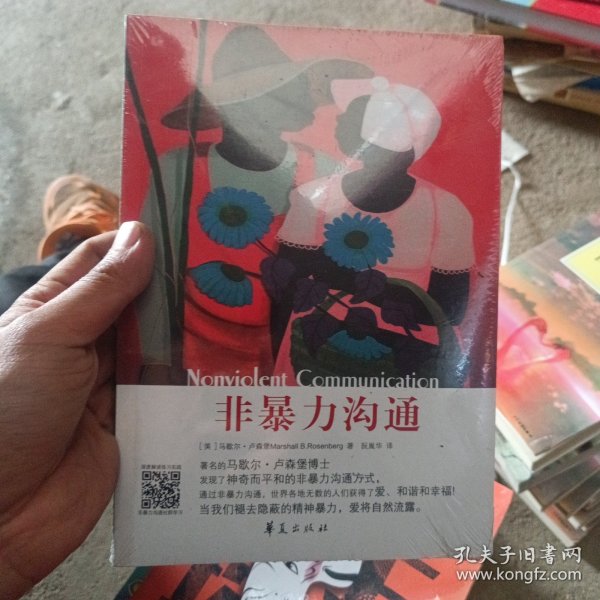 Nonviolent Communication
非暴力沟通
[美]马歇尔·卢森堡Marshall B.Rosenberg 著 阮胤华 译
著名的马歇尔·卢森堡博士
发现了神奇而平和的非暴力沟通方式,
通过非暴力沟通,世界各地无数的人们获得了爱、和谐和幸福!
当我们褪去隐蔽的精神暴力,爱将自然流露。
华夏出版社
孔夫子旧书网
www.kongfz.com